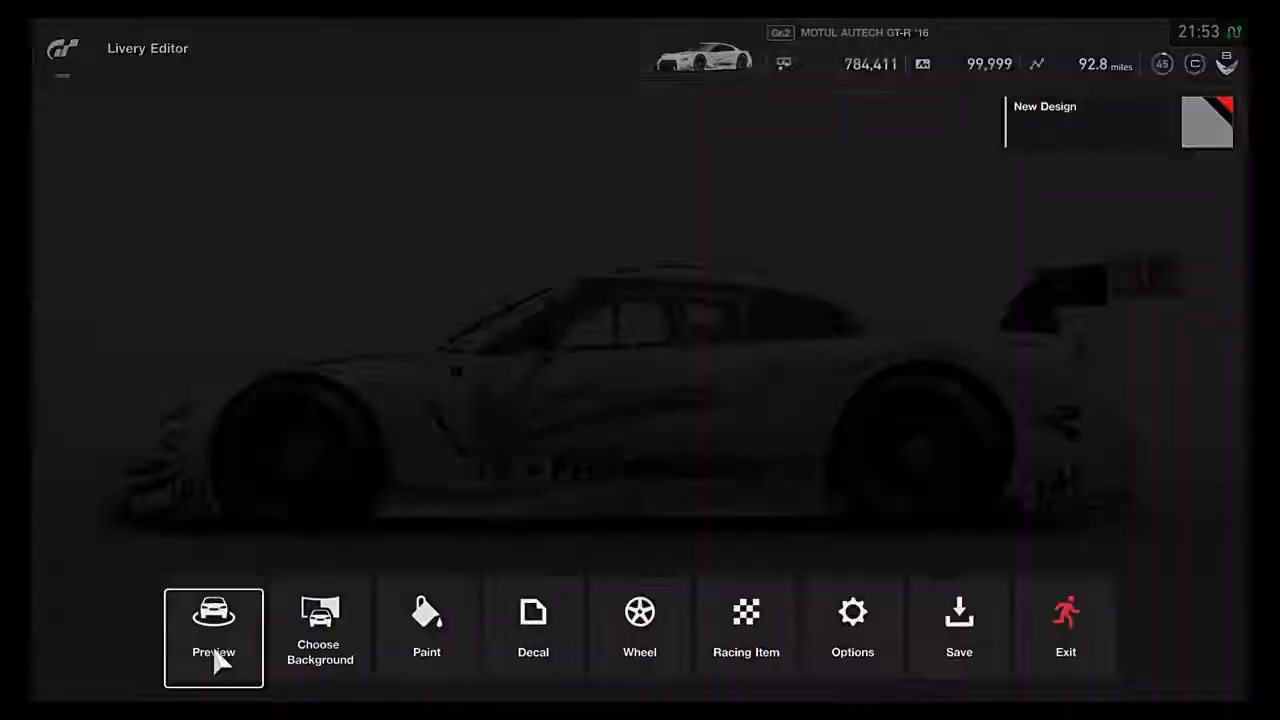 Livery Editor
Gr.2 MOTUL AUTECH GT-R '16
21:53
784,411
99,999
92.8 miles
45
C
B
New Design
Preview
Choose
Background
Paint
Decal
Wheel
Racing Item
Options
Save
Exit